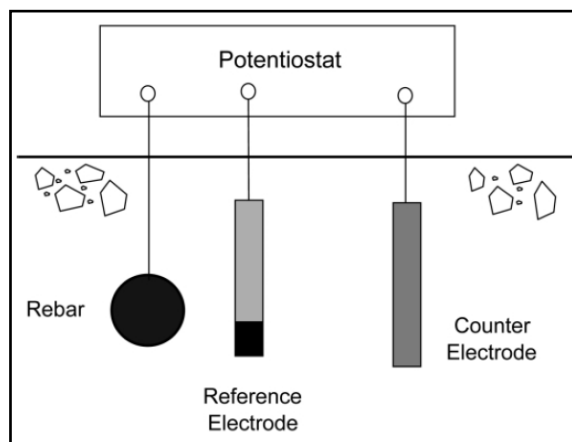 Potentiostat
Rebar
Reference
Electrode
Counter
Electrode